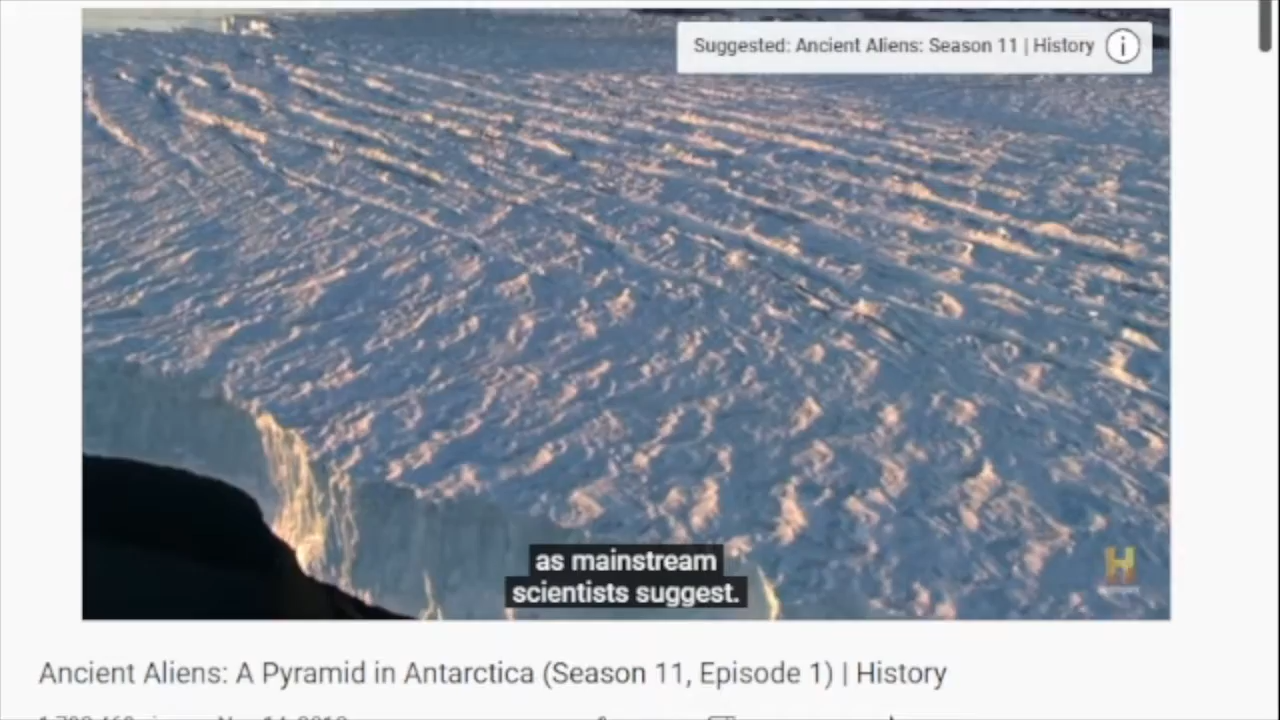 Suggested: Ancient Aliens: Season 11 | History
H
as mainstream
scientists suggest.
Ancient Aliens: A Pyramid in Antarctica (Season 11, Episode 1) | History